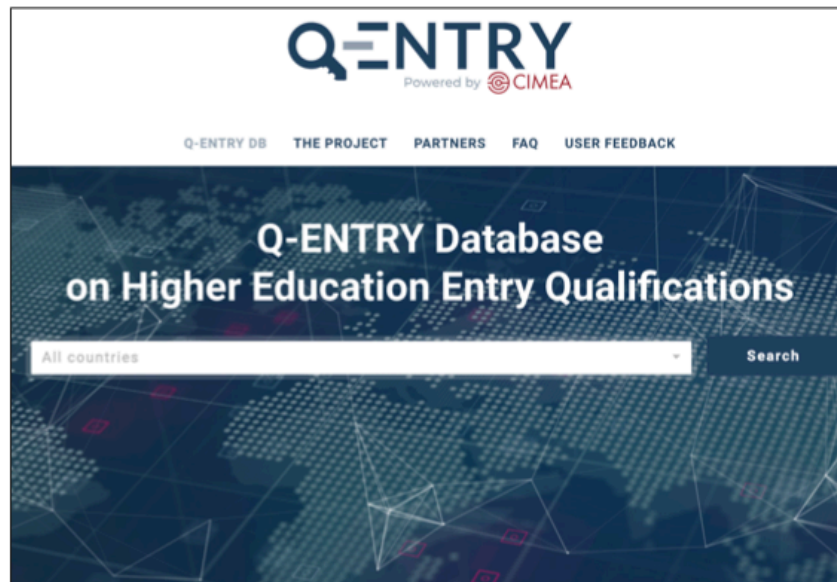 Q-ENTRY
Powered by CIMEA
Q-ENTRY DB THE PROJECT PARTNERS FAQ USER FEEDBACK
Q-ENTRY Database
on Higher Education Entry Qualifications
All countries Search